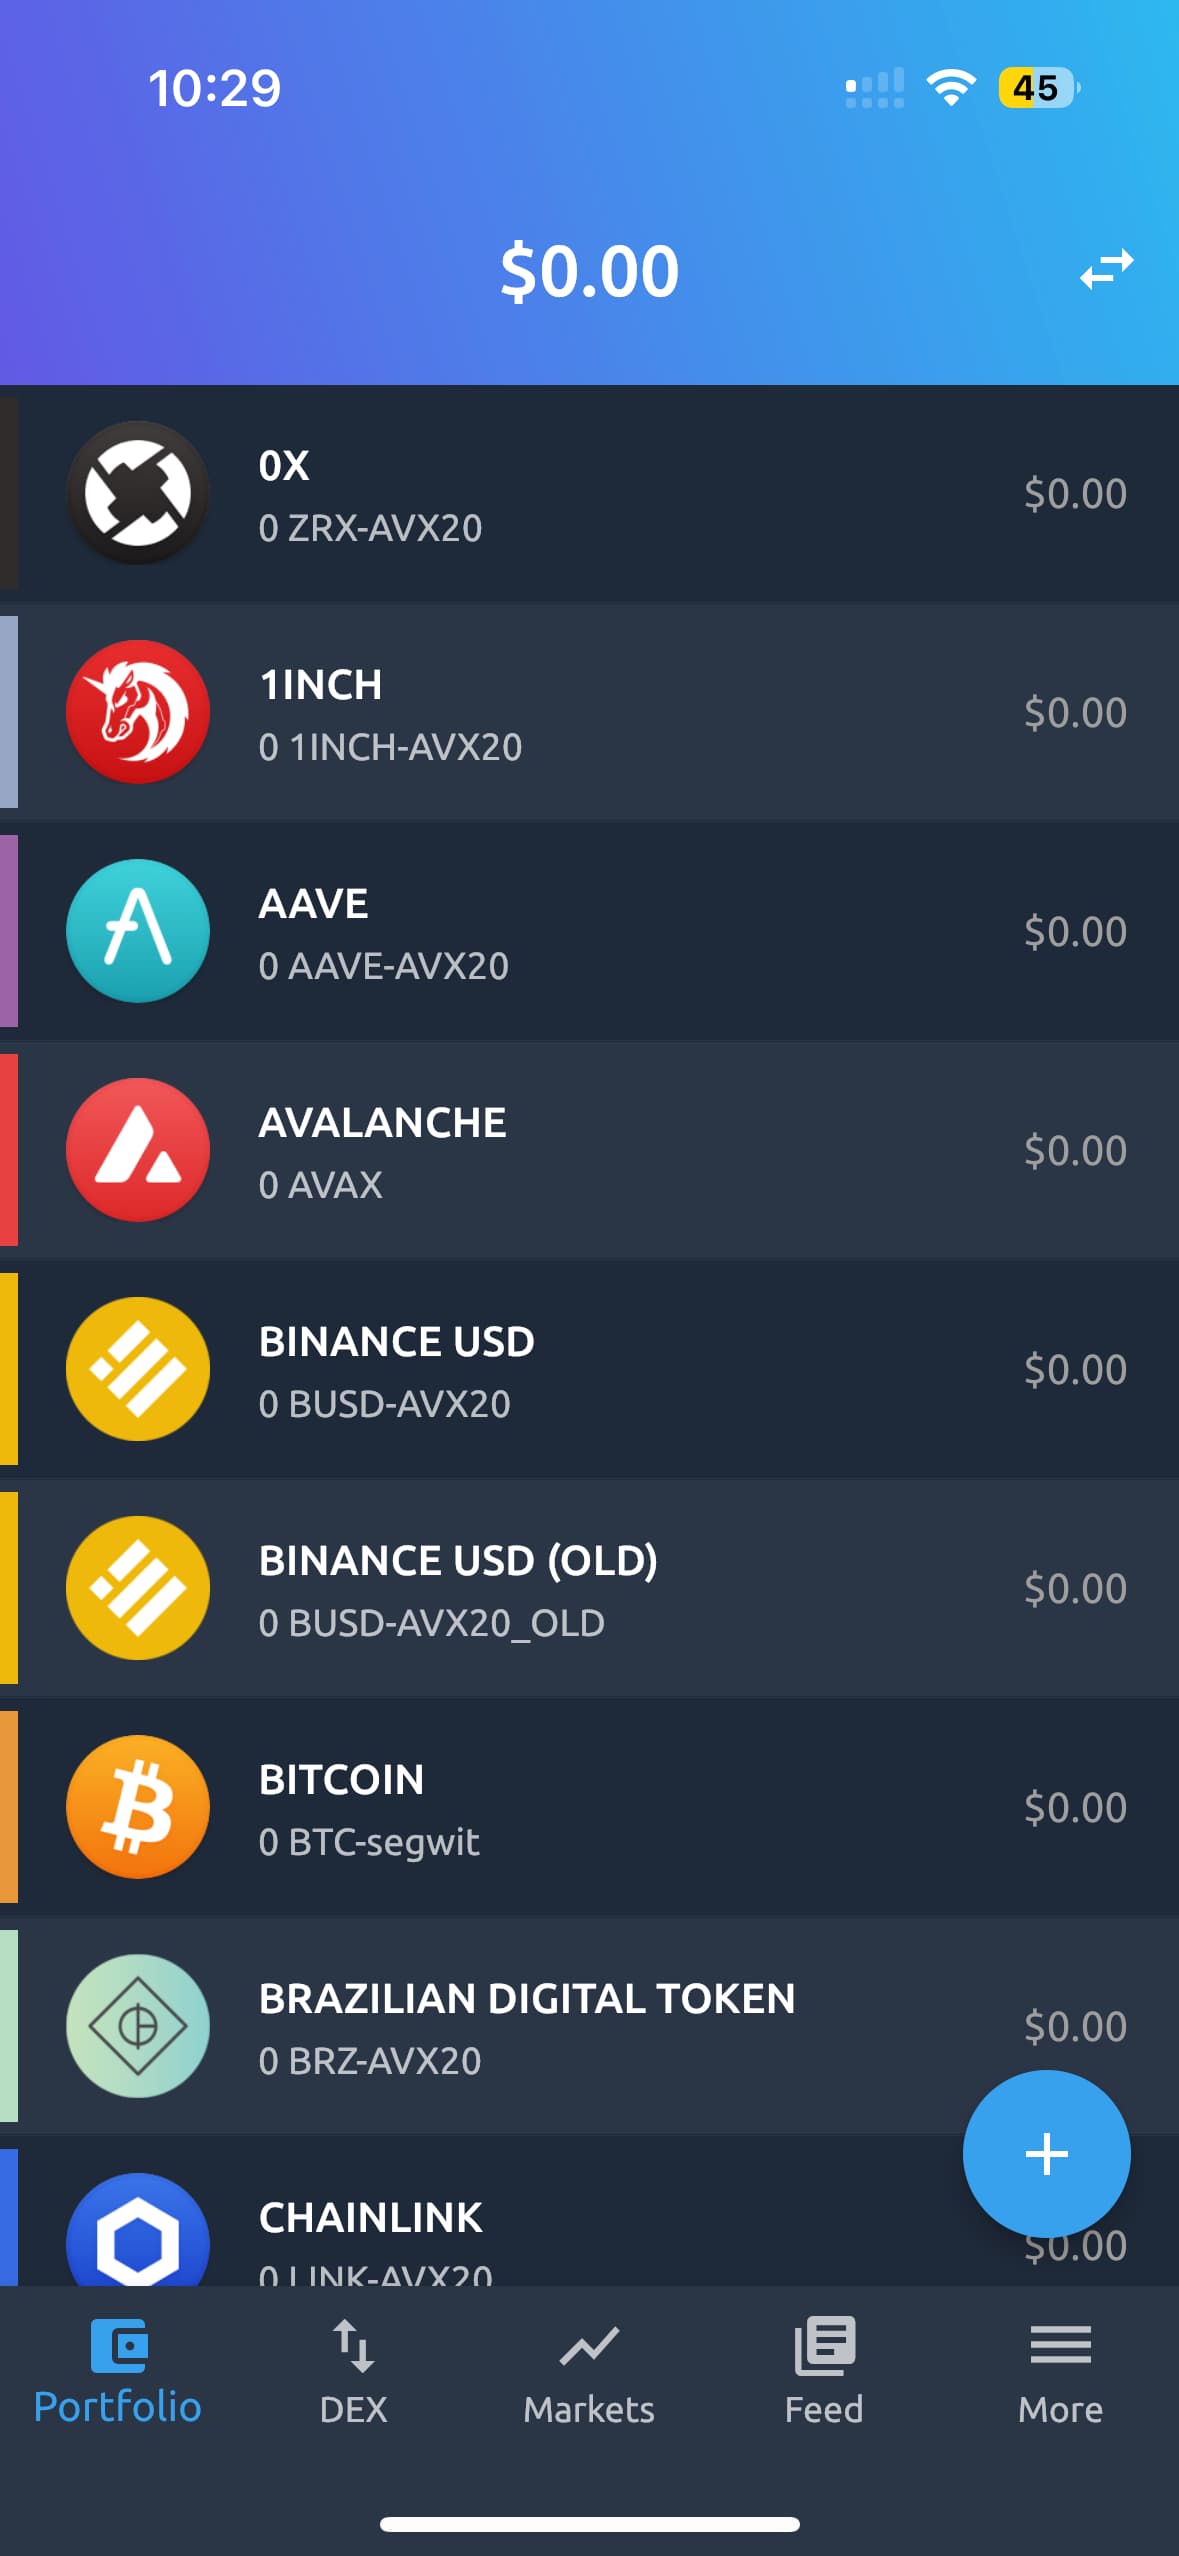 10:29
45
$0.00
0X
0 ZRX-AVX20
$0.00
1INCH
0 1INCH-AVX20
$0.00
AAVE
0 AAVE-AVX20
$0.00
AVALANCHE
0 AVAX
$0.00
BINANCE USD
0 BUSD-AVX20
$0.00
BINANCE USD (OLD)
0 BUSD-AVX20_OLD
$0.00
BITCOIN
0 BTC-segwit
$0.00
BRAZILIAN DIGITAL TOKEN
0 BRZ-AVX20
$0.00
CHAINLINK
0 LINK-AVX20
$0.00
Portfolio
DEX
Markets
Feed
More